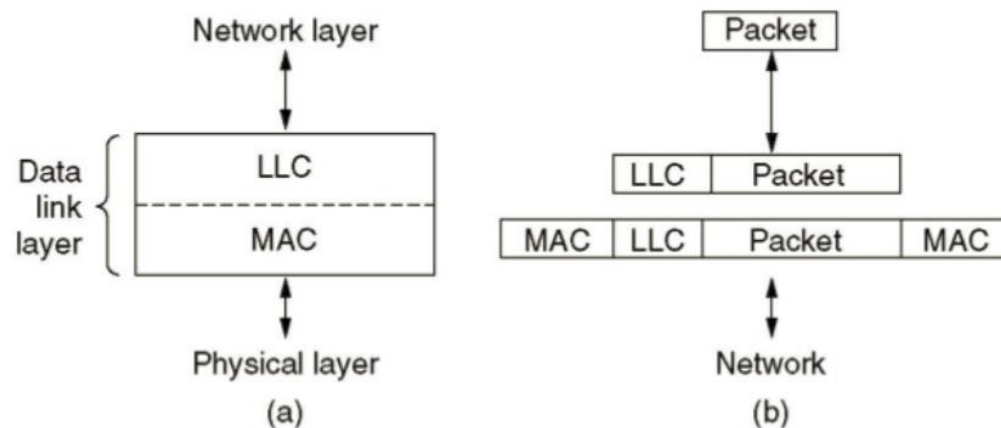 Network layer
Data
link
layer
LLC
MAC
Physical layer
(a)
Packet
LLC Packet
MAC LLC Packet MAC
Network
(b)